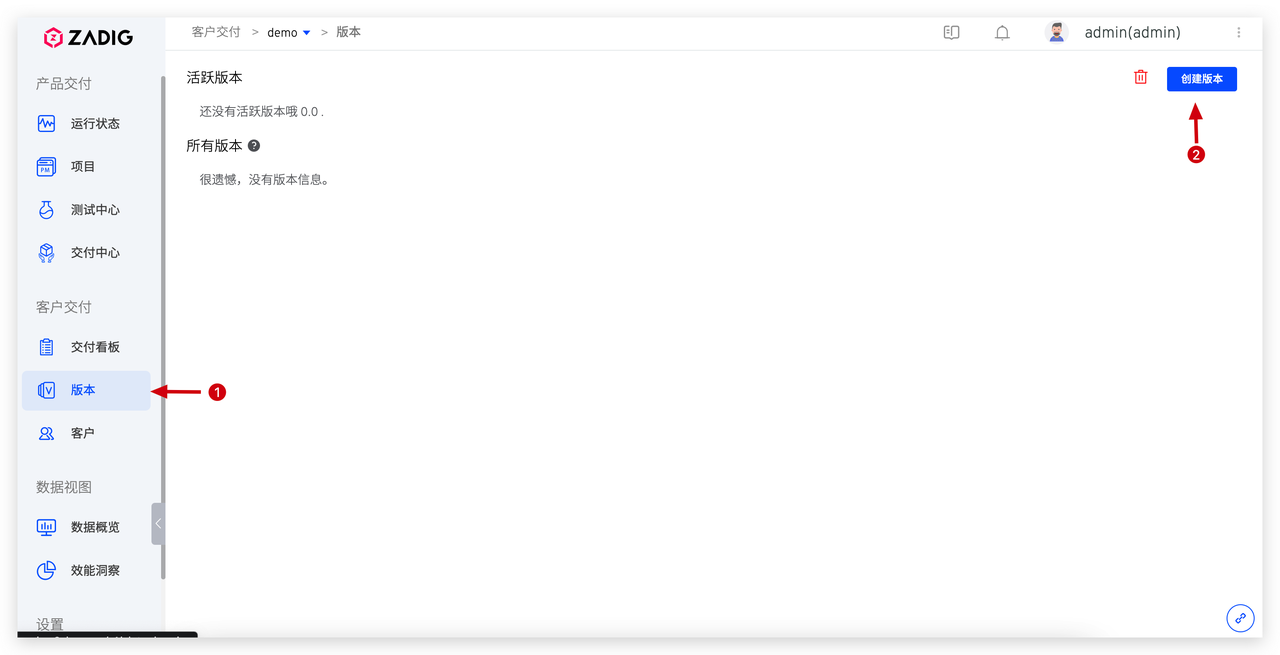 ZADIG
客户交付 > demo > 版本
admin(admin)
产品交付
运行状态
PM
项目
测试中心
交付中心
客户交付
交付看板
V
版本
客户
数据视图
数据概览
效能洞察
设置
活跃版本
创建版本
还没有活跃版本哦 0.0 .
所有版本 ?
很遗憾，没有版本信息。
1
2